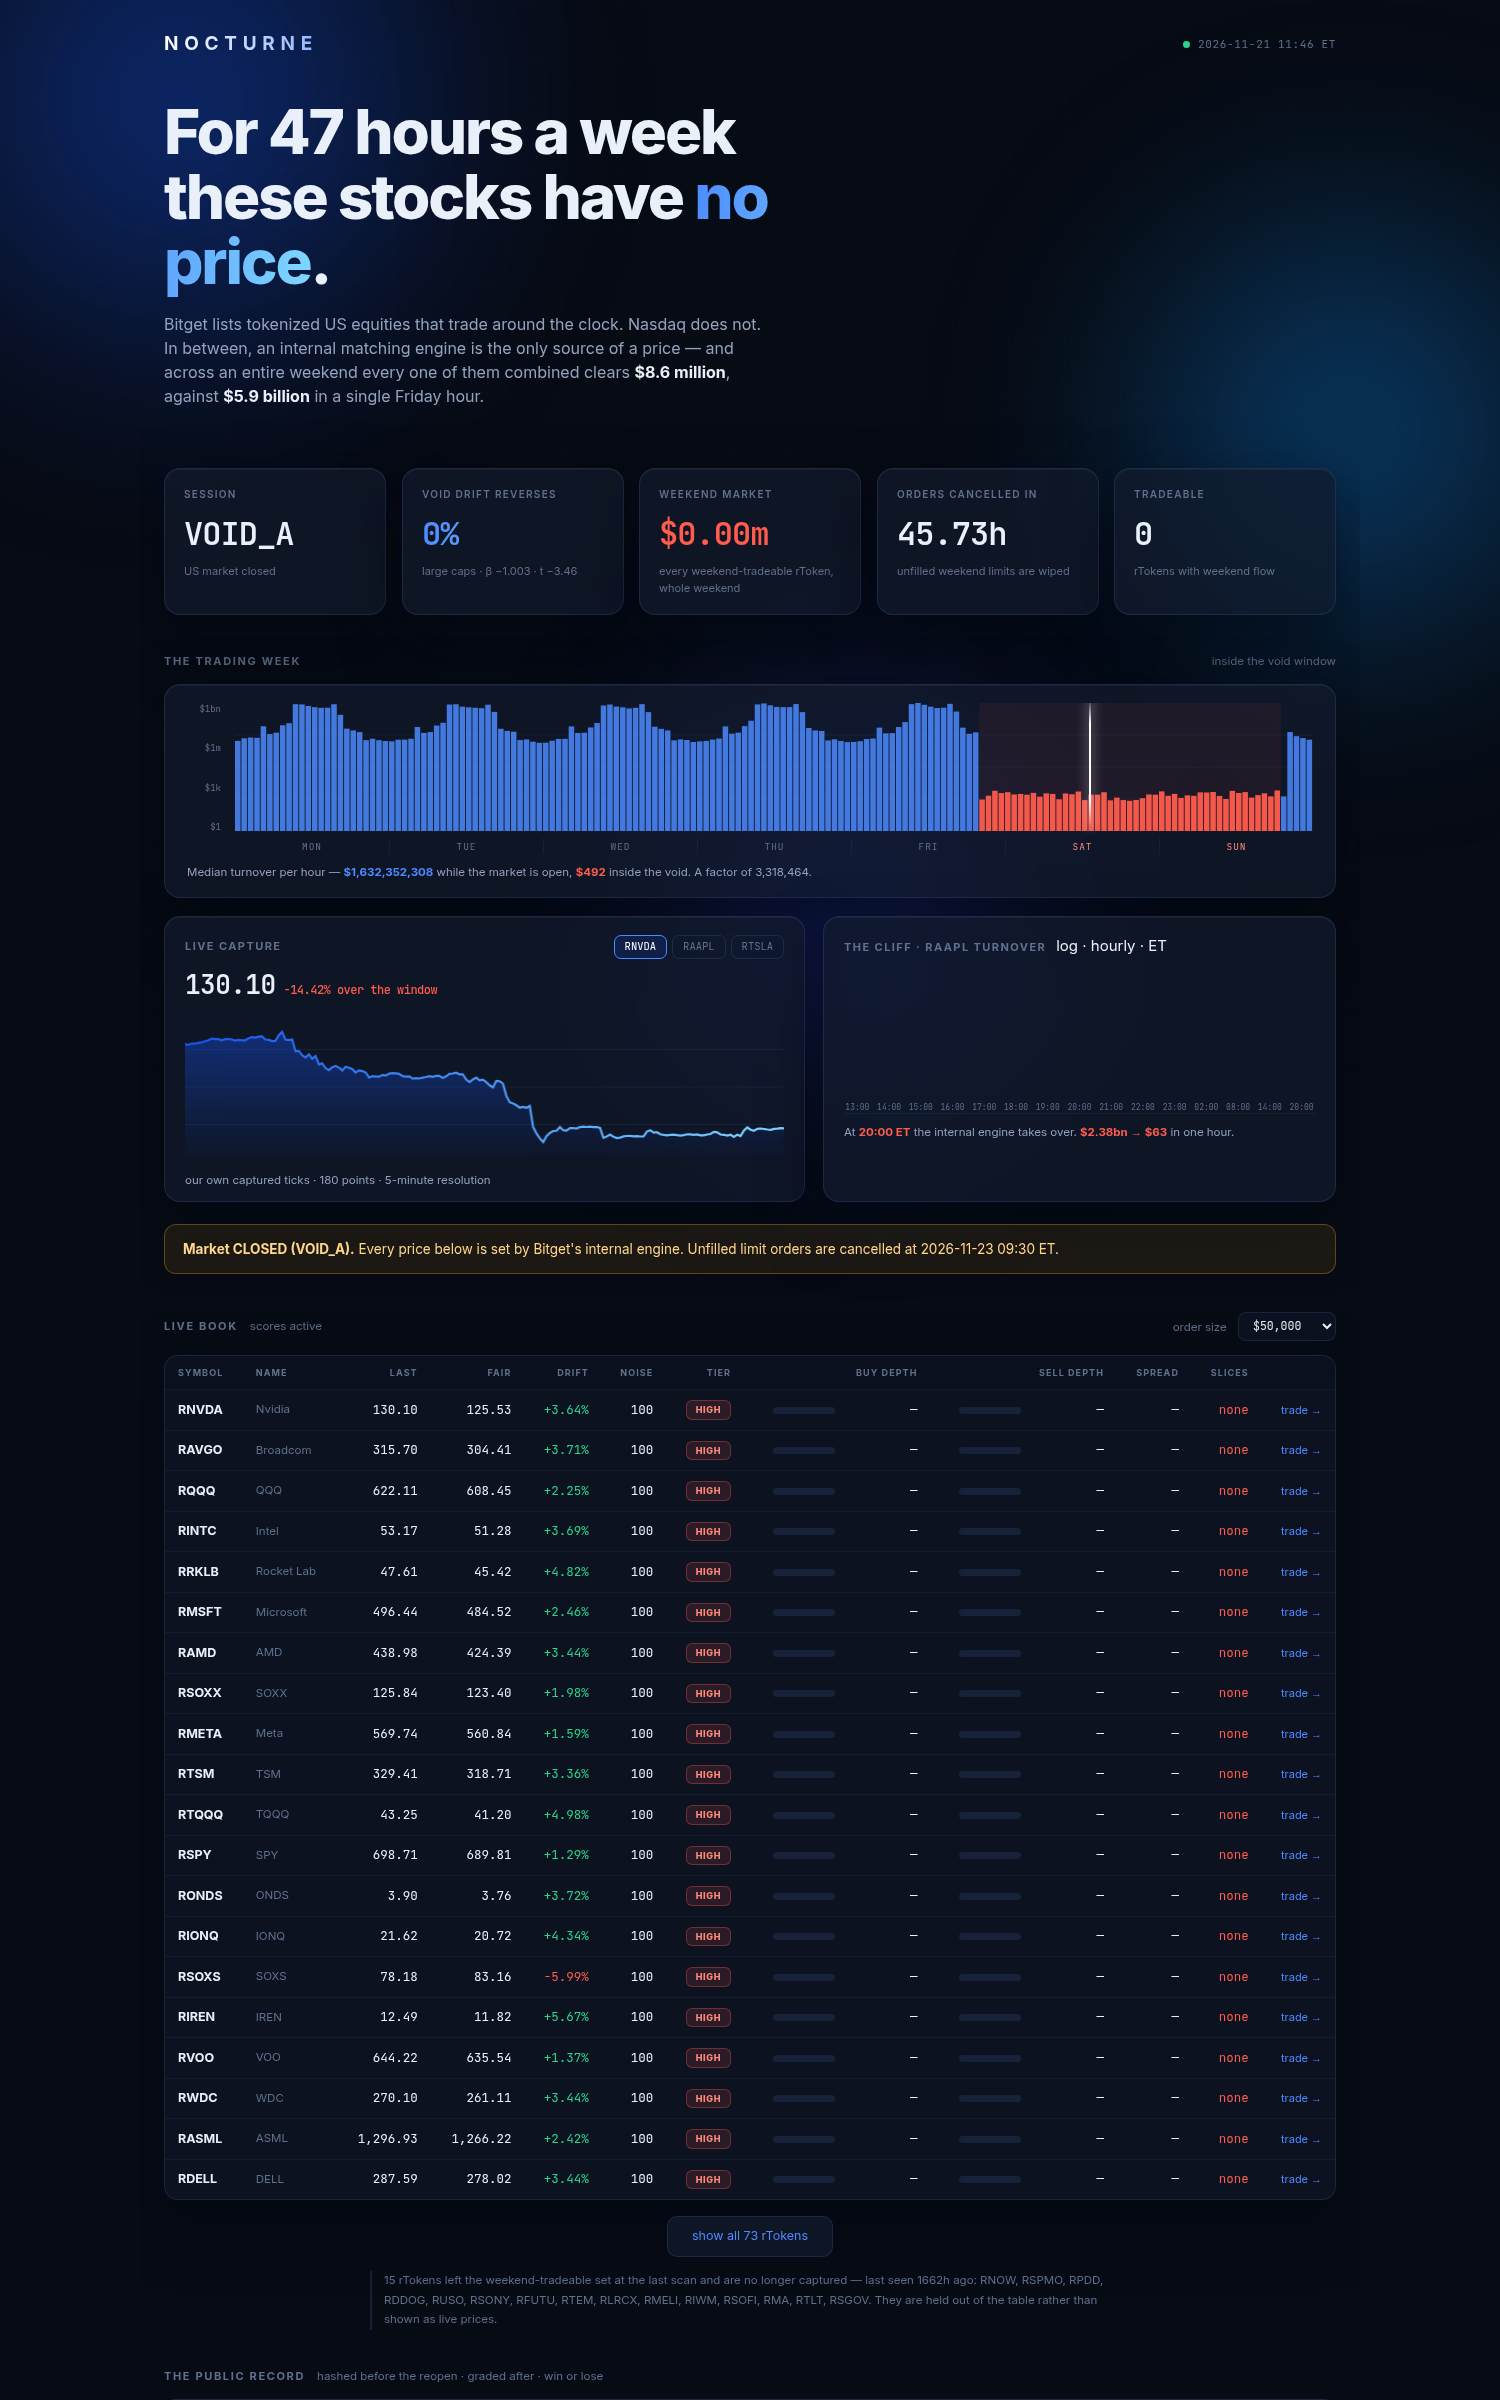 NOCTURNE
2026-11-21 11:46 ET
For 47 hours a week
these stocks have no
price.
Bitget lists tokenized US equities that trade around the clock. Nasdaq does not.
In between, an internal matching engine is the only source of a price — and
across an entire weekend every one of them combined clears $8.6 million,
against $5.9 billion in a single Friday hour.
SESSION
VOID_A
US market closed
VOID DRIFT REVERSES
0%
large caps · β −1.003 · t −3.46
WEEKEND MARKET
$0.00m
every weekend-tradeable rToken,
whole weekend
ORDERS CANCELLED IN
45.73h
unfilled weekend limits are wiped
TRADEABLE
0
rTokens with weekend flow
THE TRADING WEEK
inside the void window
$1bn
$1m
$1k
$1
MON TUE WED THU FRI SAT SUN
Median turnover per hour — $1,632,352,308 while the market is open, $492 inside the void. A factor of 3,318,464.
LIVE CAPTURE
RNVDA RAAPL RTSLA
130.10 -14.42% over the window
our own captured ticks · 180 points · 5-minute resolution
THE CLIFF · RAAPL TURNOVER log · hourly · ET
13:00 14:00 15:00 16:00 17:00 18:00 19:00 20:00 21:00 22:00 23:00 02:00 08:00 14:00 20:00
At 20:00 ET the internal engine takes over. $2.38bn → $63 in one hour.
Market CLOSED (VOID_A). Every price below is set by Bitget's internal engine. Unfilled limit orders are cancelled at 2026-11-23 09:30 ET.
LIVE BOOK scores active
order size $50,000
SYMBOL NAME LAST FAIR DRIFT NOISE TIER BUY DEPTH SELL DEPTH SPREAD SLICES
RNVDA Nvidia 130.10 125.53 +3.64% 100 HIGH — — — none trade →
RAVGO Broadcom 315.70 304.41 +3.71% 100 HIGH — — — none trade →
RQQQ QQQ 622.11 608.45 +2.25% 100 HIGH — — — none trade →
RINTC Intel 53.17 51.28 +3.69% 100 HIGH — — — none trade →
RRKLB Rocket Lab 47.61 45.42 +4.82% 100 HIGH — — — none trade →
RMSFT Microsoft 496.44 484.52 +2.46% 100 HIGH — — — none trade →
RAMD AMD 438.98 424.39 +3.44% 100 HIGH — — — none trade →
RSOXX SOXX 125.84 123.40 +1.98% 100 HIGH — — — none trade →
RMETA Meta 569.74 560.84 +1.59% 100 HIGH — — — none trade →
RTSM TSM 329.41 318.71 +3.36% 100 HIGH — — — none trade →
RTQQQ TQQQ 43.25 41.20 +4.98% 100 HIGH — — — none trade →
RSPY SPY 698.71 689.81 +1.29% 100 HIGH — — — none trade →
RONDS ONDS 3.90 3.76 +3.72% 100 HIGH — — — none trade →
RIONQ IONQ 21.62 20.72 +4.34% 100 HIGH — — — none trade →
RSOXS SOXS 78.18 83.16 -5.99% 100 HIGH — — — none trade →
RIREN IREN 12.49 11.82 +5.67% 100 HIGH — — — none trade →
RVOO VOO 644.22 635.54 +1.37% 100 HIGH — — — none trade →
RWDC WDC 270.10 261.11 +3.44% 100 HIGH — — — none trade →
RASML ASML 1,296.93 1,266.22 +2.42% 100 HIGH — — — none trade →
RDELL DELL 287.59 278.02 +3.44% 100 HIGH — — — none trade →
show all 73 rTokens
15 rTokens left the weekend-tradeable set at the last scan and are no longer captured — last seen 1662h ago: RNOW, RSPMO, RPDD,
RDDOG, RUSO, RSONY, RFUTU, RTEM, RLRCX, RMELI, RIWM, RSOFI, RMA, RTLT, RSGOV. They are held out of the table rather than
shown as live prices.
THE PUBLIC RECORD hashed before the reopen · graded after · win or lose